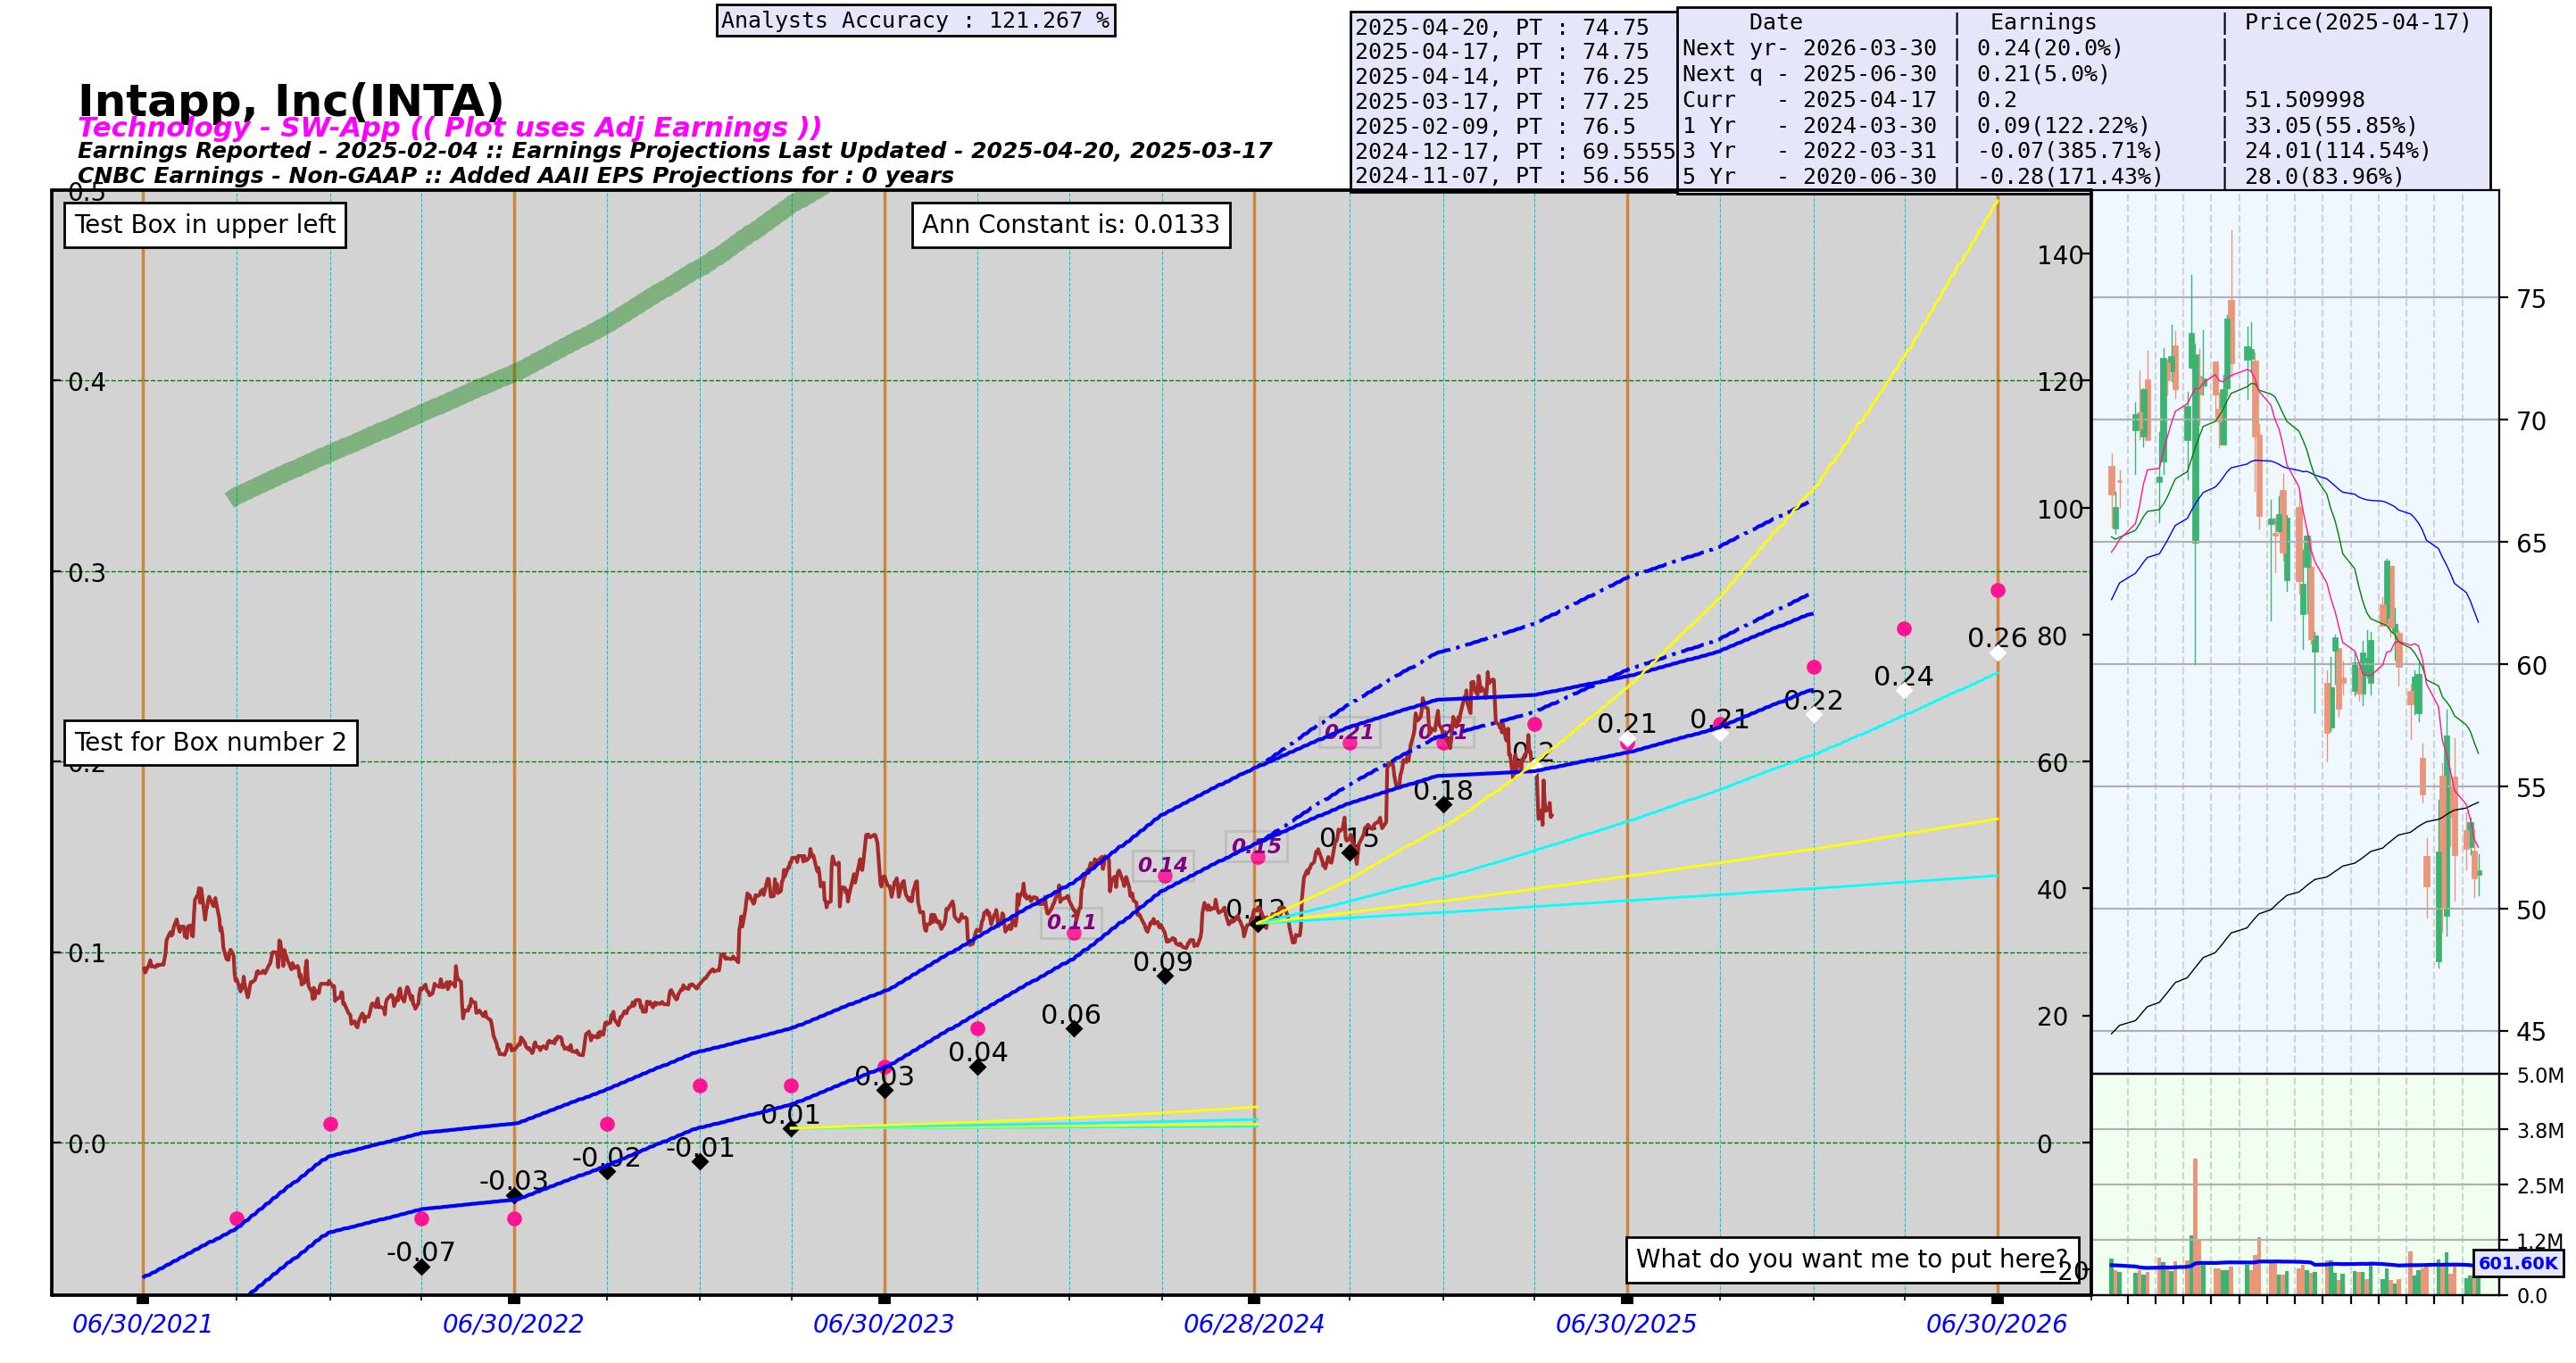 Analysts Accuracy : 121.267 %
2025-04-20, PT : 74.75
2025-04-17, PT : 74.75
2025-04-14, PT : 76.25
2025-03-17, PT : 77.25
2025-02-09, PT : 76.5
2024-12-17, PT : 69.5555
2024-11-07, PT : 56.56
Date | Earnings | Price(2025-04-17)
Next yr- 2026-03-30 | 0.24(20.0%) |
Next q - 2025-06-30 | 0.21(5.0%) |
Curr - 2025-04-17 | 0.2 | 51.509998
1 Yr - 2024-03-30 | 0.09(122.22%) | 33.05(55.85%)
3 Yr - 2022-03-31 | -0.07(385.71%) | 24.01(114.54%)
5 Yr - 2020-06-30 | -0.28(171.43%) | 28.0(83.96%)
Intapp, Inc(INTA)
Technology - SW-App (( Plot uses Adj Earnings ))
Earnings Reported - 2025-02-04 :: Earnings Projections Last Updated - 2025-04-20, 2025-03-17
CNBC Earnings - Non-GAAP :: Added AAII EPS Projections for : 0 years
Test Box in upper left
Ann Constant is: 0.0133
Test for Box number 2
What do you want me to put here?
0.5
0.4
0.3
0.2
0.1
0.0
-0.07
-0.03
-0.02
-0.01
0.01
0.03
0.04
0.06
0.09
0.12
0.15
0.18
0.2
0.21
0.21
0.22
0.24
0.26
0.11
0.14
0.15
0.21
0.21
140
120
100
80
60
40
20
0
−20
75
70
65
60
55
50
45
5.0M
3.8M
2.5M
1.2M
601.60K
0.0
06/30/2021
06/30/2022
06/30/2023
06/28/2024
06/30/2025
06/30/2026